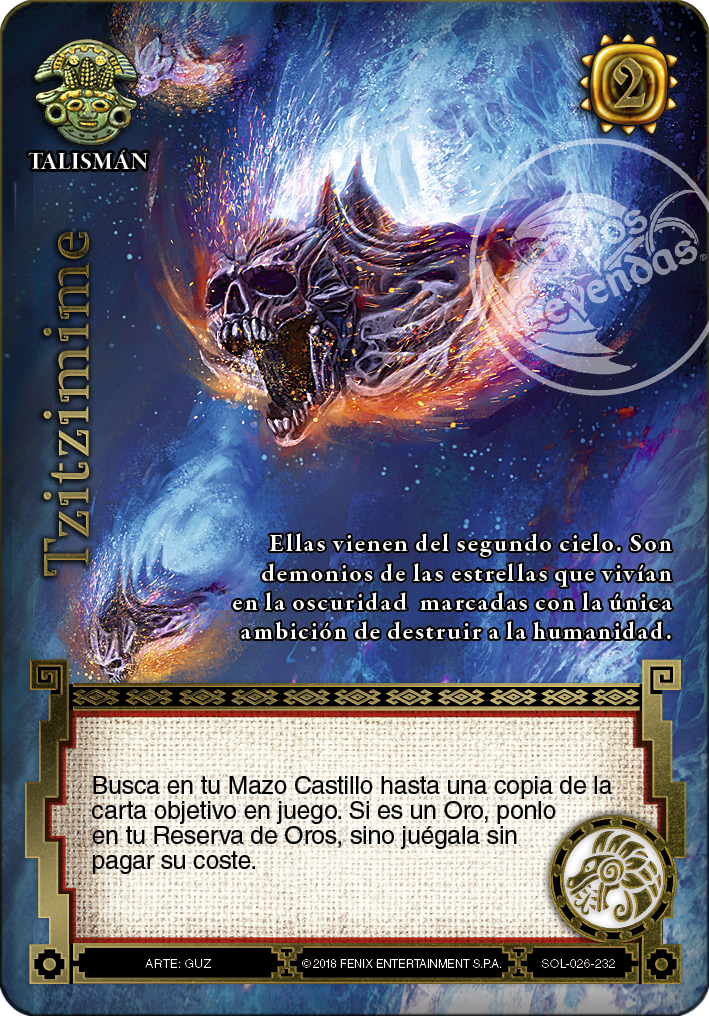 TALISMÁN
2
Tzitzimime
Mitos
Leyendas®
Ellas vienen del segundo cielo. Son
demonios de las estrellas que vivían
en la oscuridad marcadas con la única
ambición de destruir a la humanidad.
Busca en tu Mazo Castillo hasta una copia de la
carta objetivo en juego. Si es un Oro, ponlo
en tu Reserva de Oros, sino juégala sin
pagar su coste.
ARTE: GUZ
©2018 FENIX ENTERTAINMENT S.P.A.
SOL-026-232